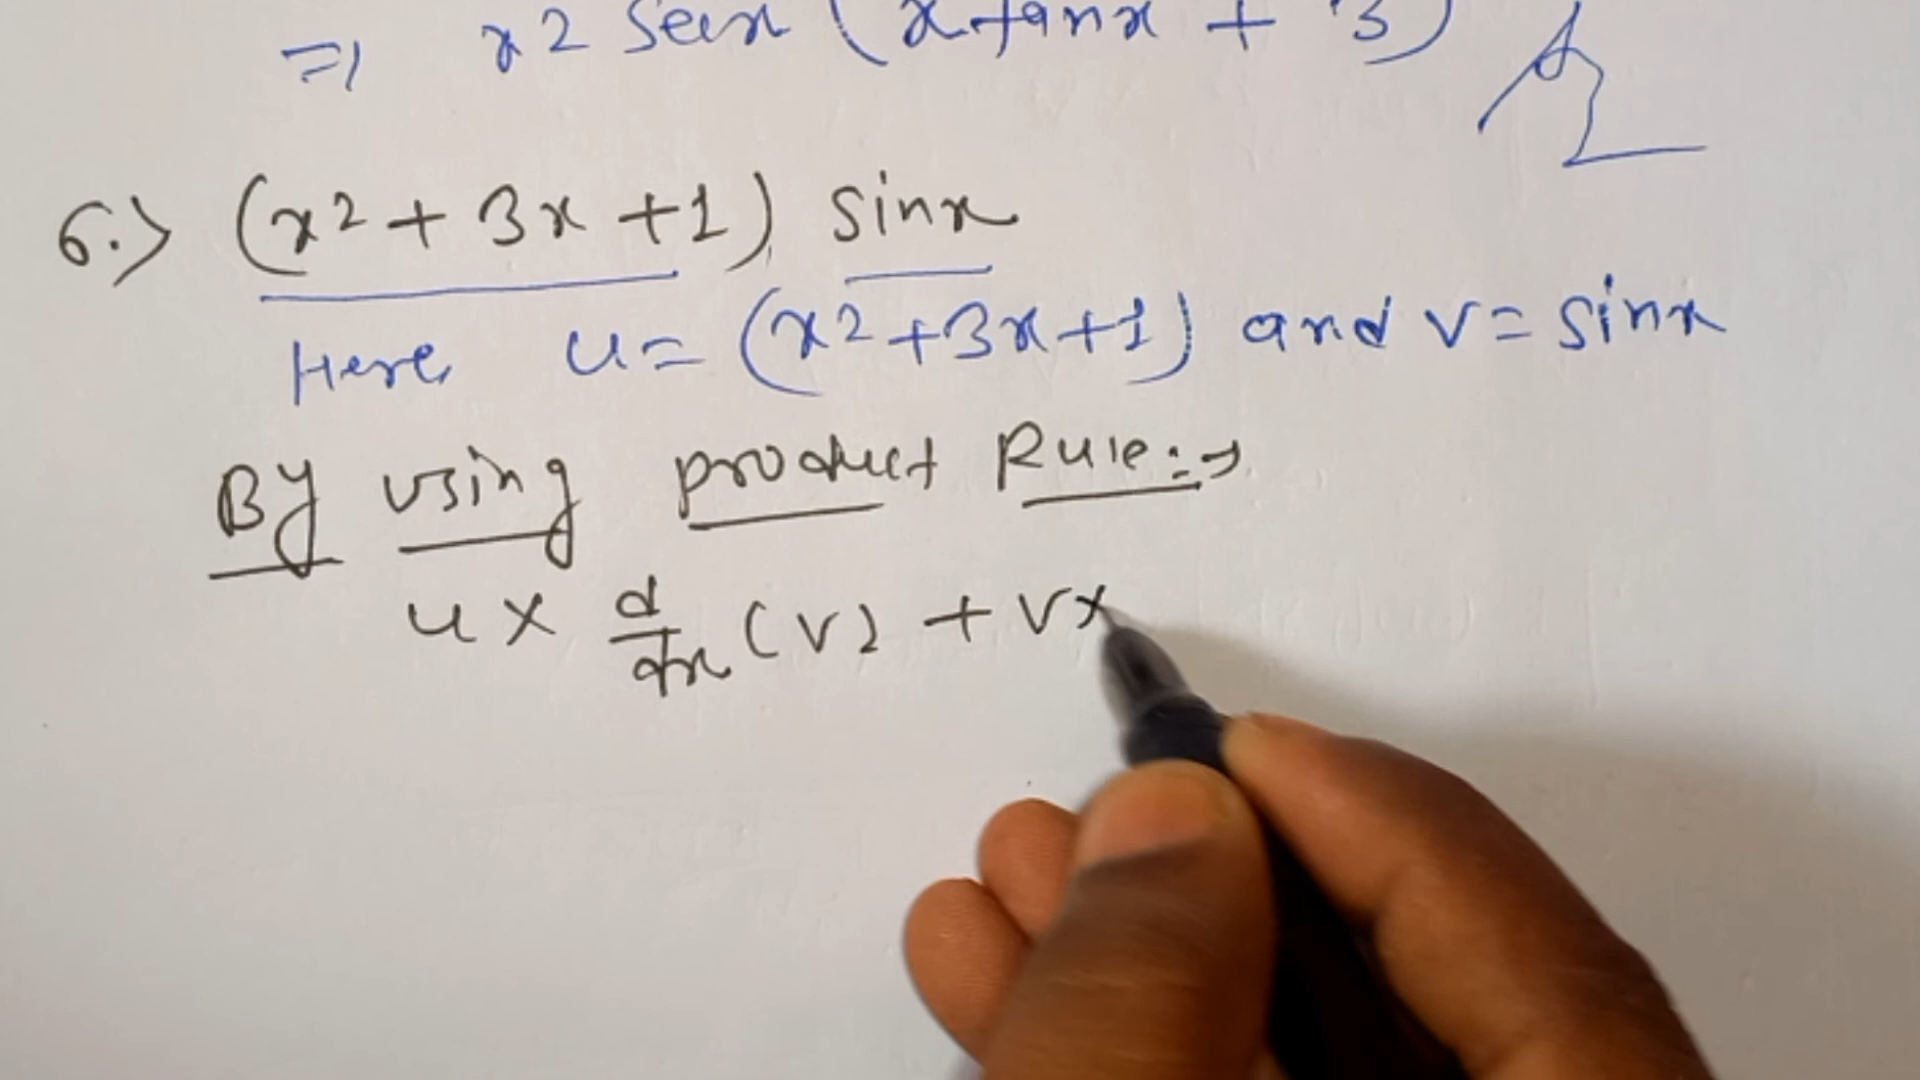 => x2 secx (x tanx + 3)
6.> (x2 + 3x + 1) sinx
Here u= (x2+3x+1) and v= sinx
By using product Rule:→
u x d/dx (v) + v x